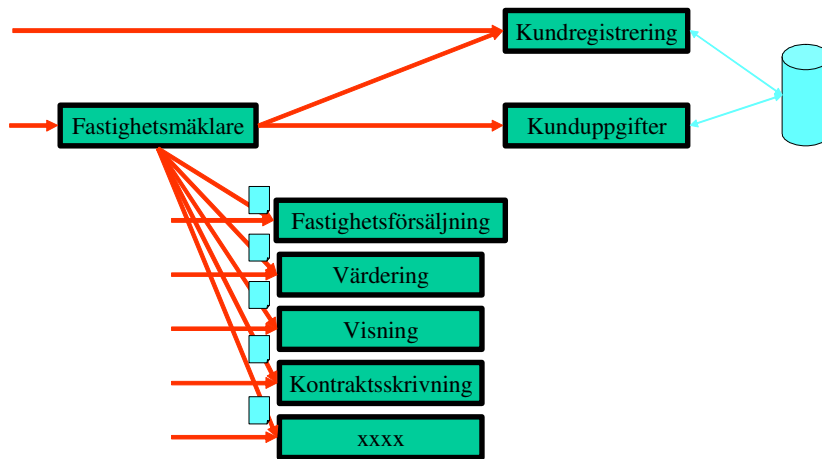 Kundregistrering
Fastighetsmäklare
Kunduppgifter
Fastighetsförsäljning
Värdering
Visning
Kontraktsskrivning
xxxx